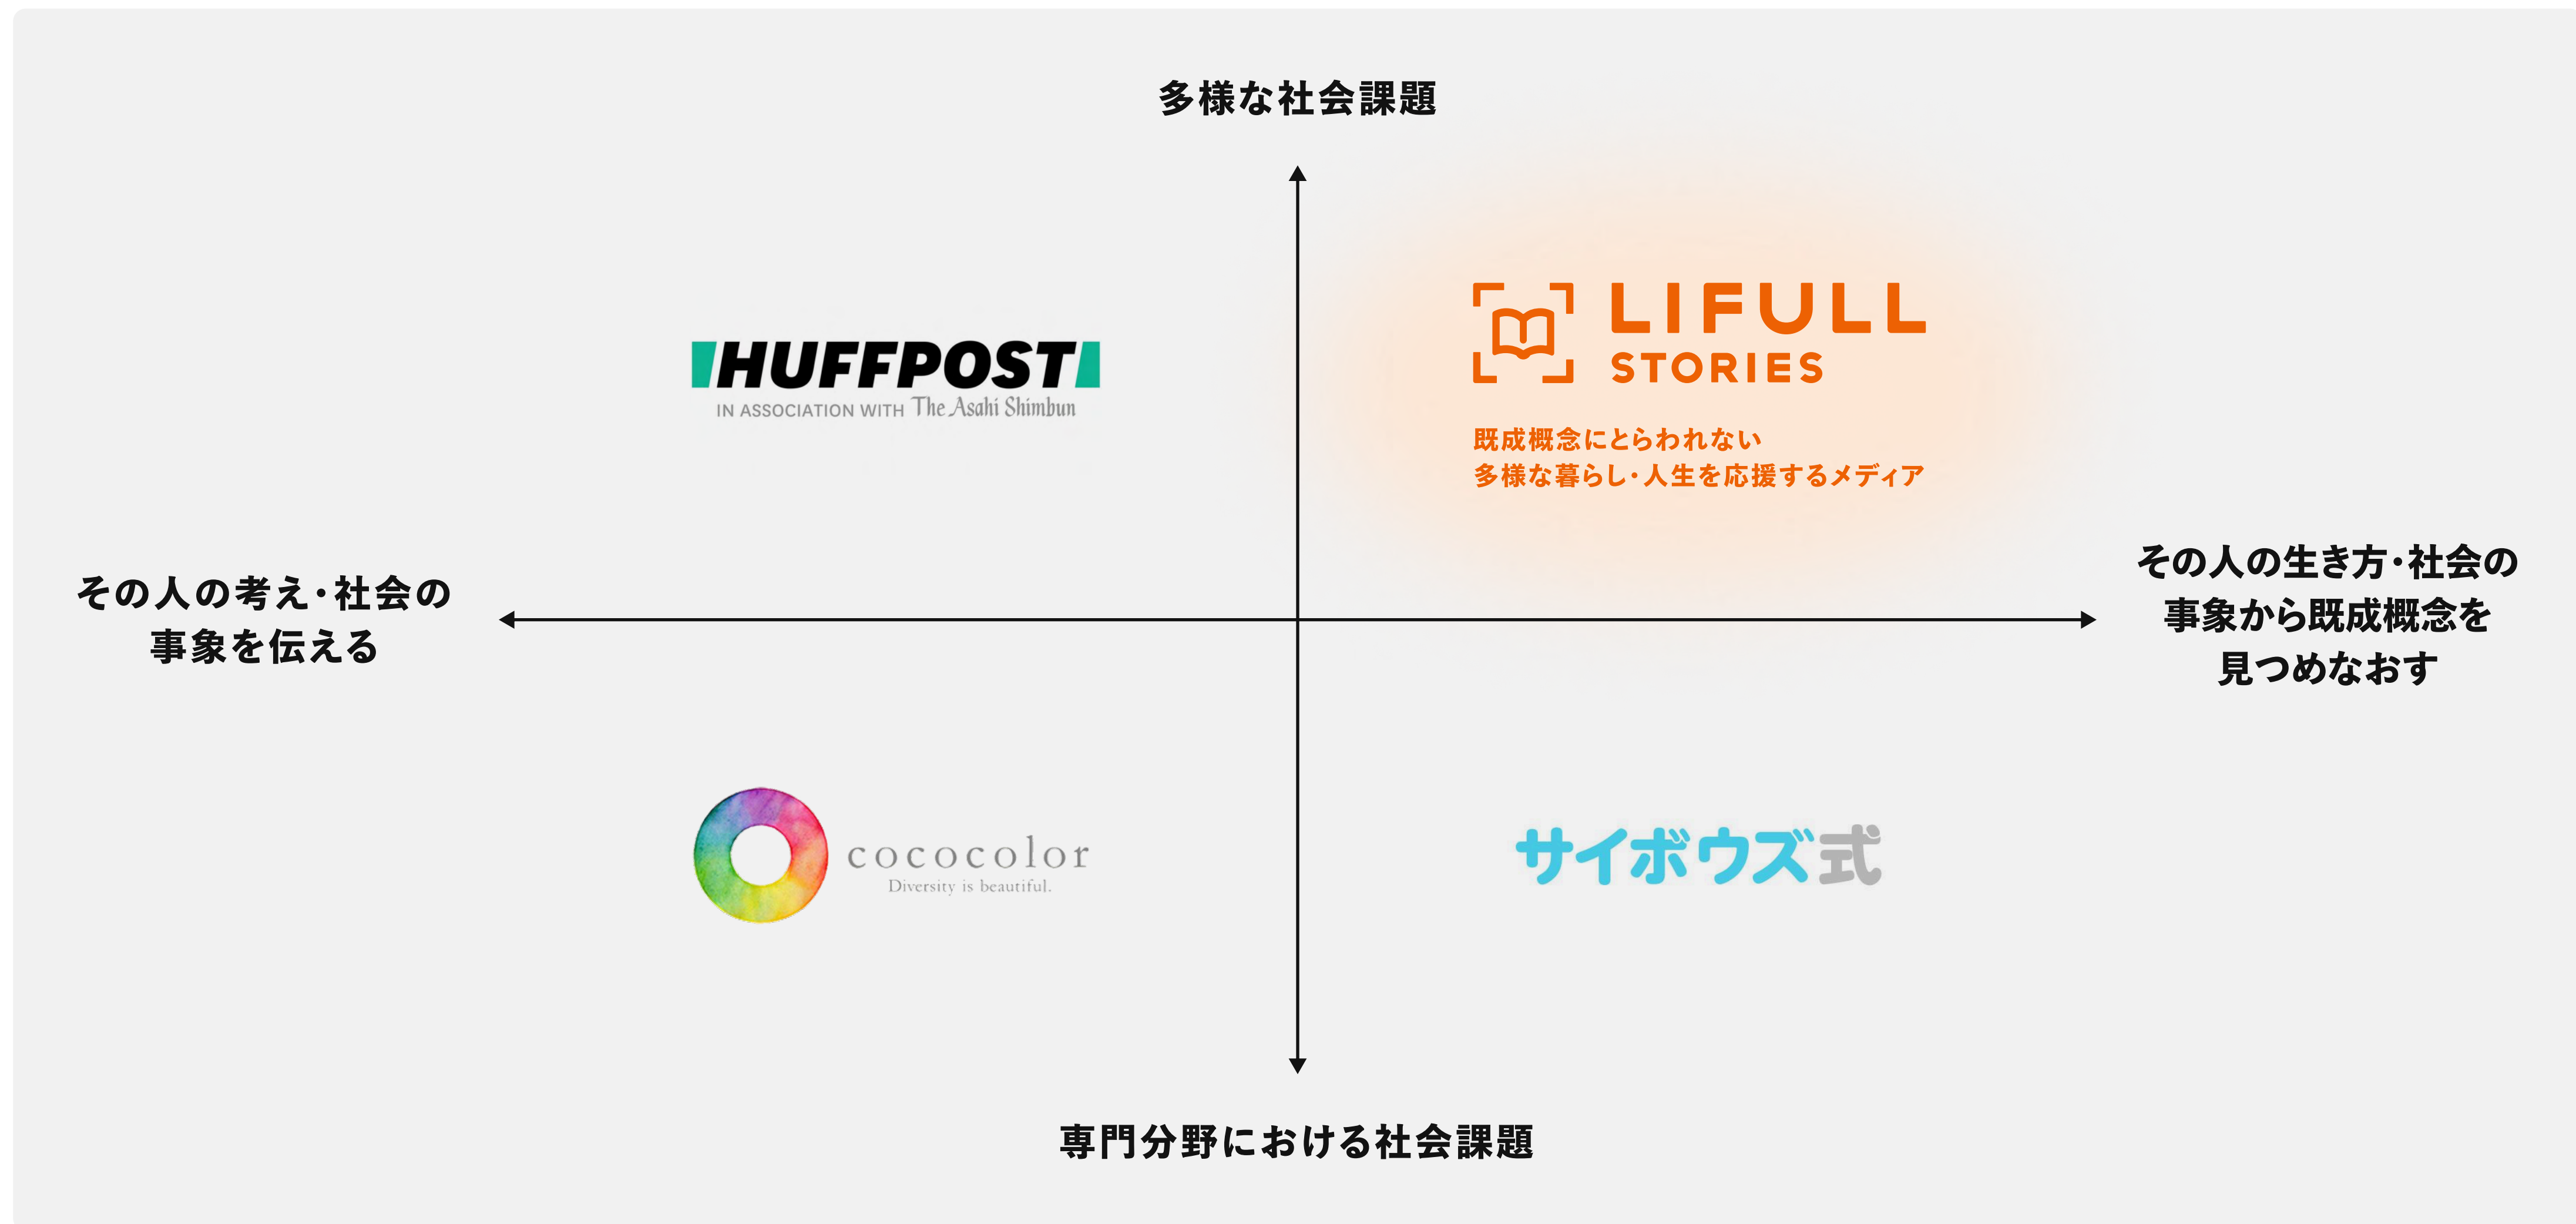 多様な社会課題
HUFFPOST
IN ASSOCIATION WITH The Asahi Shimbun
LIFULL
STORIES
既成概念にとらわれない
多様な暮らし・人生を応援するメディア
その人の考え・社会の
事象を伝える
その人の生き方・社会の
事象から既成概念を
見つめなおす
cococolor
Diversity is beautiful.
サイボウズ式
専門分野における社会課題